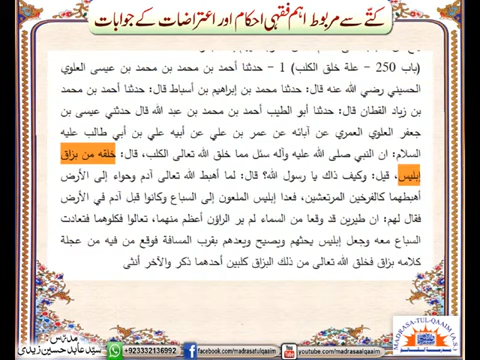 کتّے سے مربوط اہم فقہی احکام اور اعتراضات کے جوابات
(باب 250 - علة خلق الكلب) 1 - حدثنا أحمد بن محمد بن محمد بن عيسى العلوي
الحسيني رضي الله عنه قال: حدثنا محمد بن إبراهيم بن أسباط قال: حدثنا أحمد بن محمد
بن زياد القطان قال: حدثنا أبو الطيب أحمد بن محمد بن عبد الله قال حدثني عيسى بن
جعفر العلوي العمري عن آبائه عن عمر بن علي عن أبيه علي بن أبي طالب عليه
السلام: ان النبي صلى الله عليه وآله سئل مما خلق الله تعالى الكلب، قال: خلقه من بزاق
إبليس، قيل: وكيف ذاك يا رسول الله؟ قال: لما أهبط الله تعالى آدم وحواء إلى الأرض
أهبطهما كالفرخين المرتعشين، فعدا إبليس الملعون إلى السباع وكانوا قبل آدم في الأرض
فقال لهم: ان طيرين قد وقعا من السماء لم ير الراؤن أعظم منهما، تعالوا فكلوهما فتعادت
السباع معه وجعل إبليس يحثهم ويصيح ويعدهم بقرب المسافة فوقع من فيه من عجلة
كلامه بزاق فخلق الله تعالى من ذلك البزاق كلبين أحدهما ذكر والآخر أنثى
مدرّس:
سیّد عابد حسین زیدی
+923332136992
facebook.com/madrasatulqaaim
youtube.com/madrasaalqaaim
MADRASA-TUL-QAAIM (A.S)